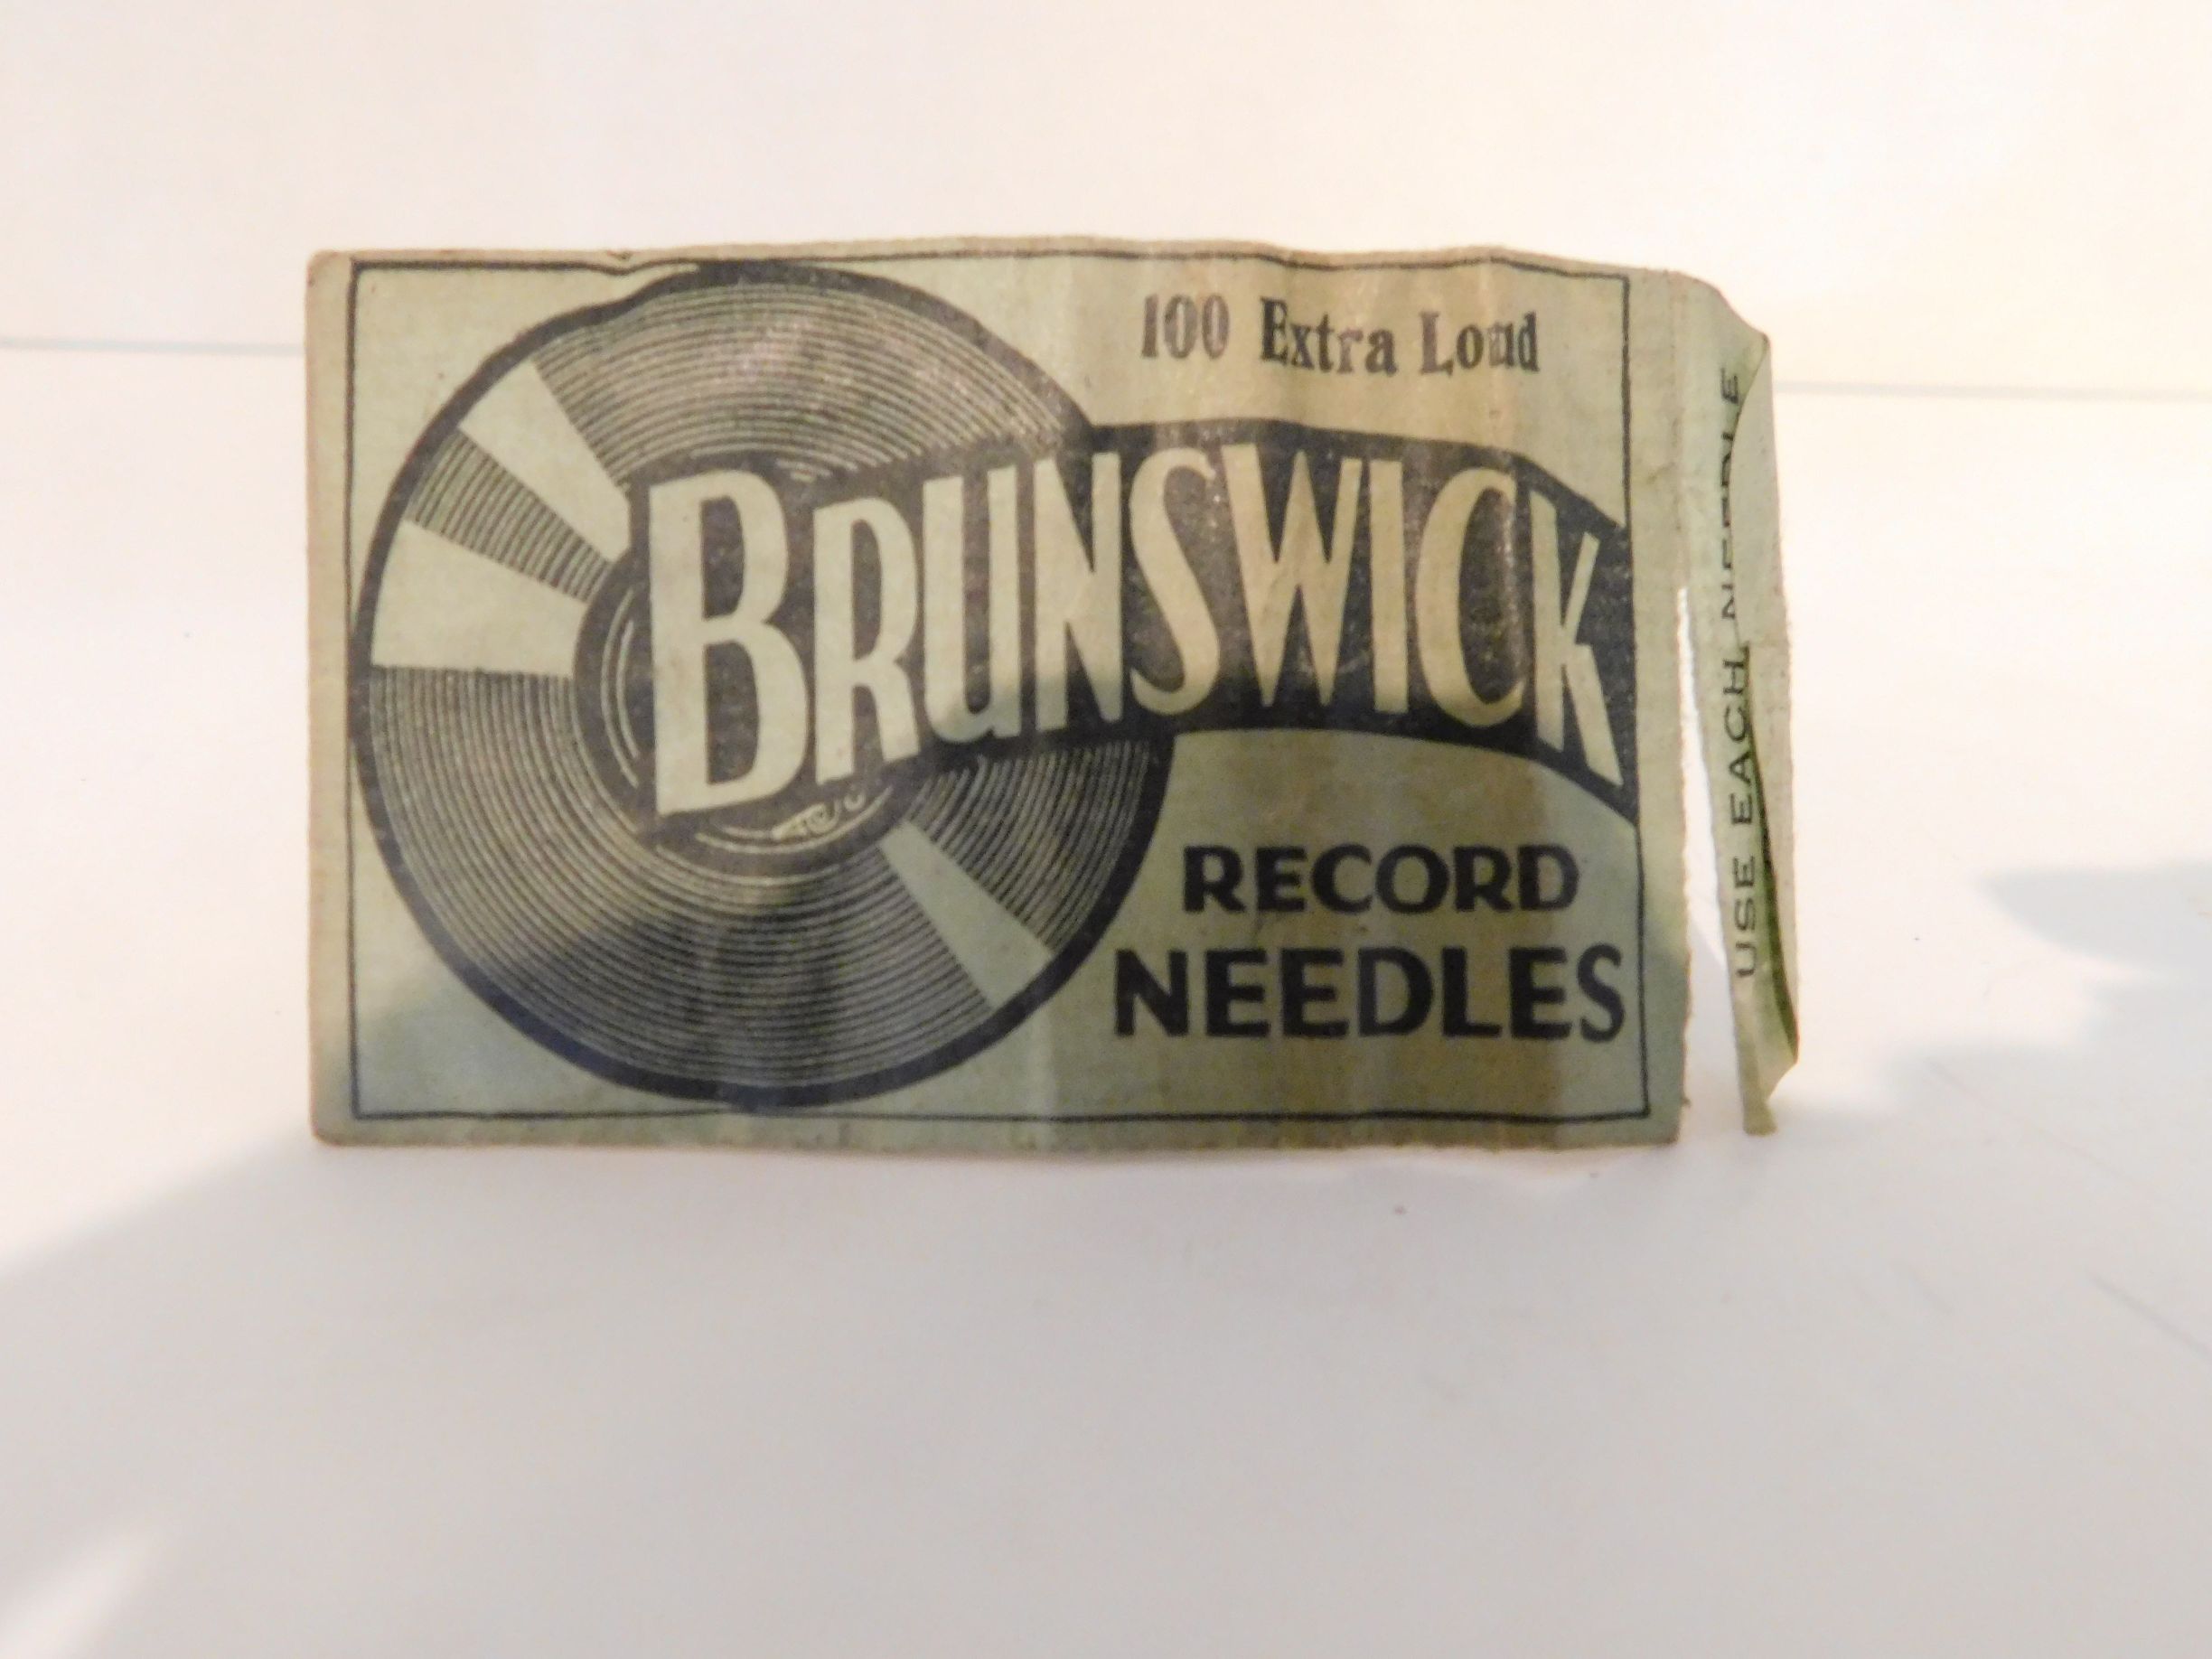 100 Extra Loud
BRUNSWICK
RECORD
NEEDLES
USE EACH NEEDLE